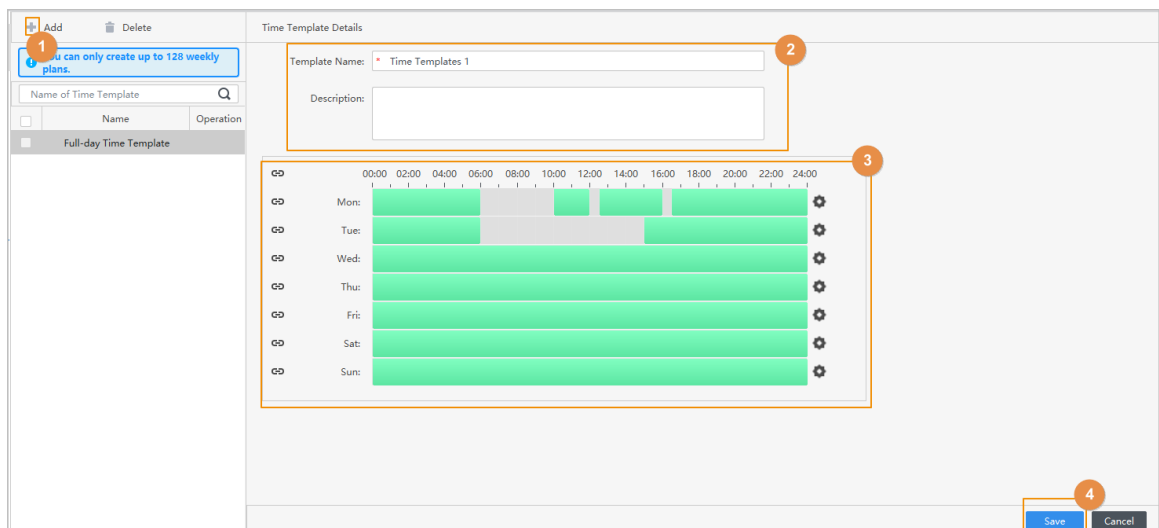 Add Delete
1
You can only create up to 128 weekly
plans.
Name of Time Template
Name Operation
Full-day Time Template
Time Template Details
2
Template Name: * Time Templates 1
Description:
3
00:00 02:00 04:00 06:00 08:00 10:00 12:00 14:00 16:00 18:00 20:00 22:00 24:00
Mon:
Tue:
Wed:
Thu:
Fri:
Sat:
Sun:
4
Save Cancel